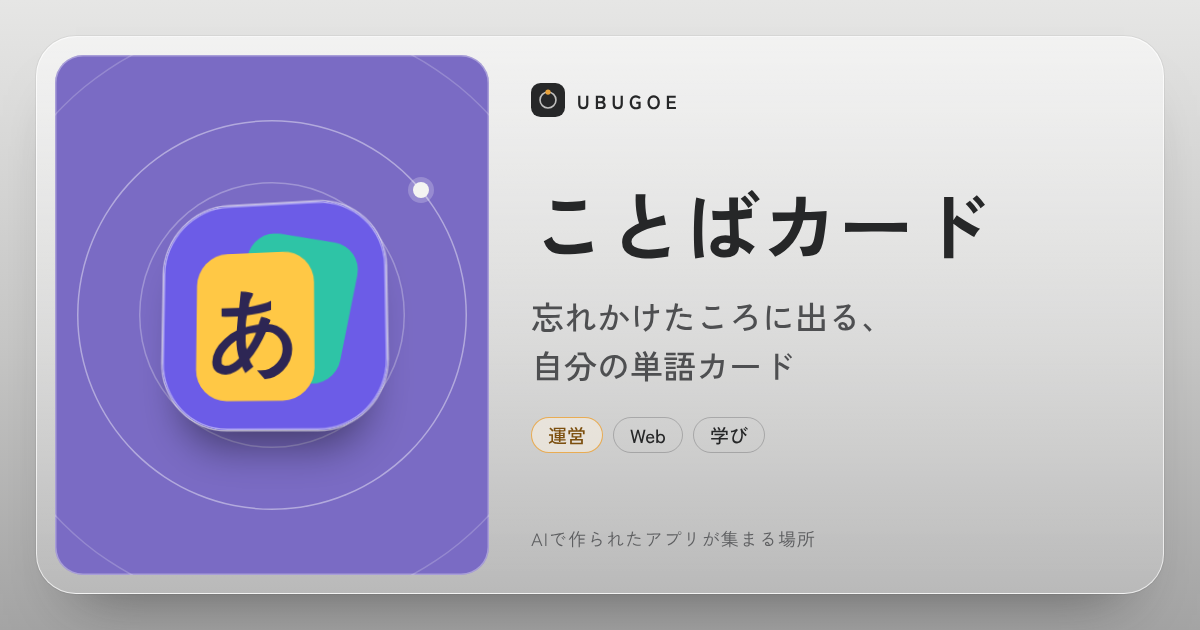 あ
UBUGOE
ことばカード
忘れかけたころに出る、
自分の単語カード
運営
Web
学び
AIで作られたアプリが集まる場所